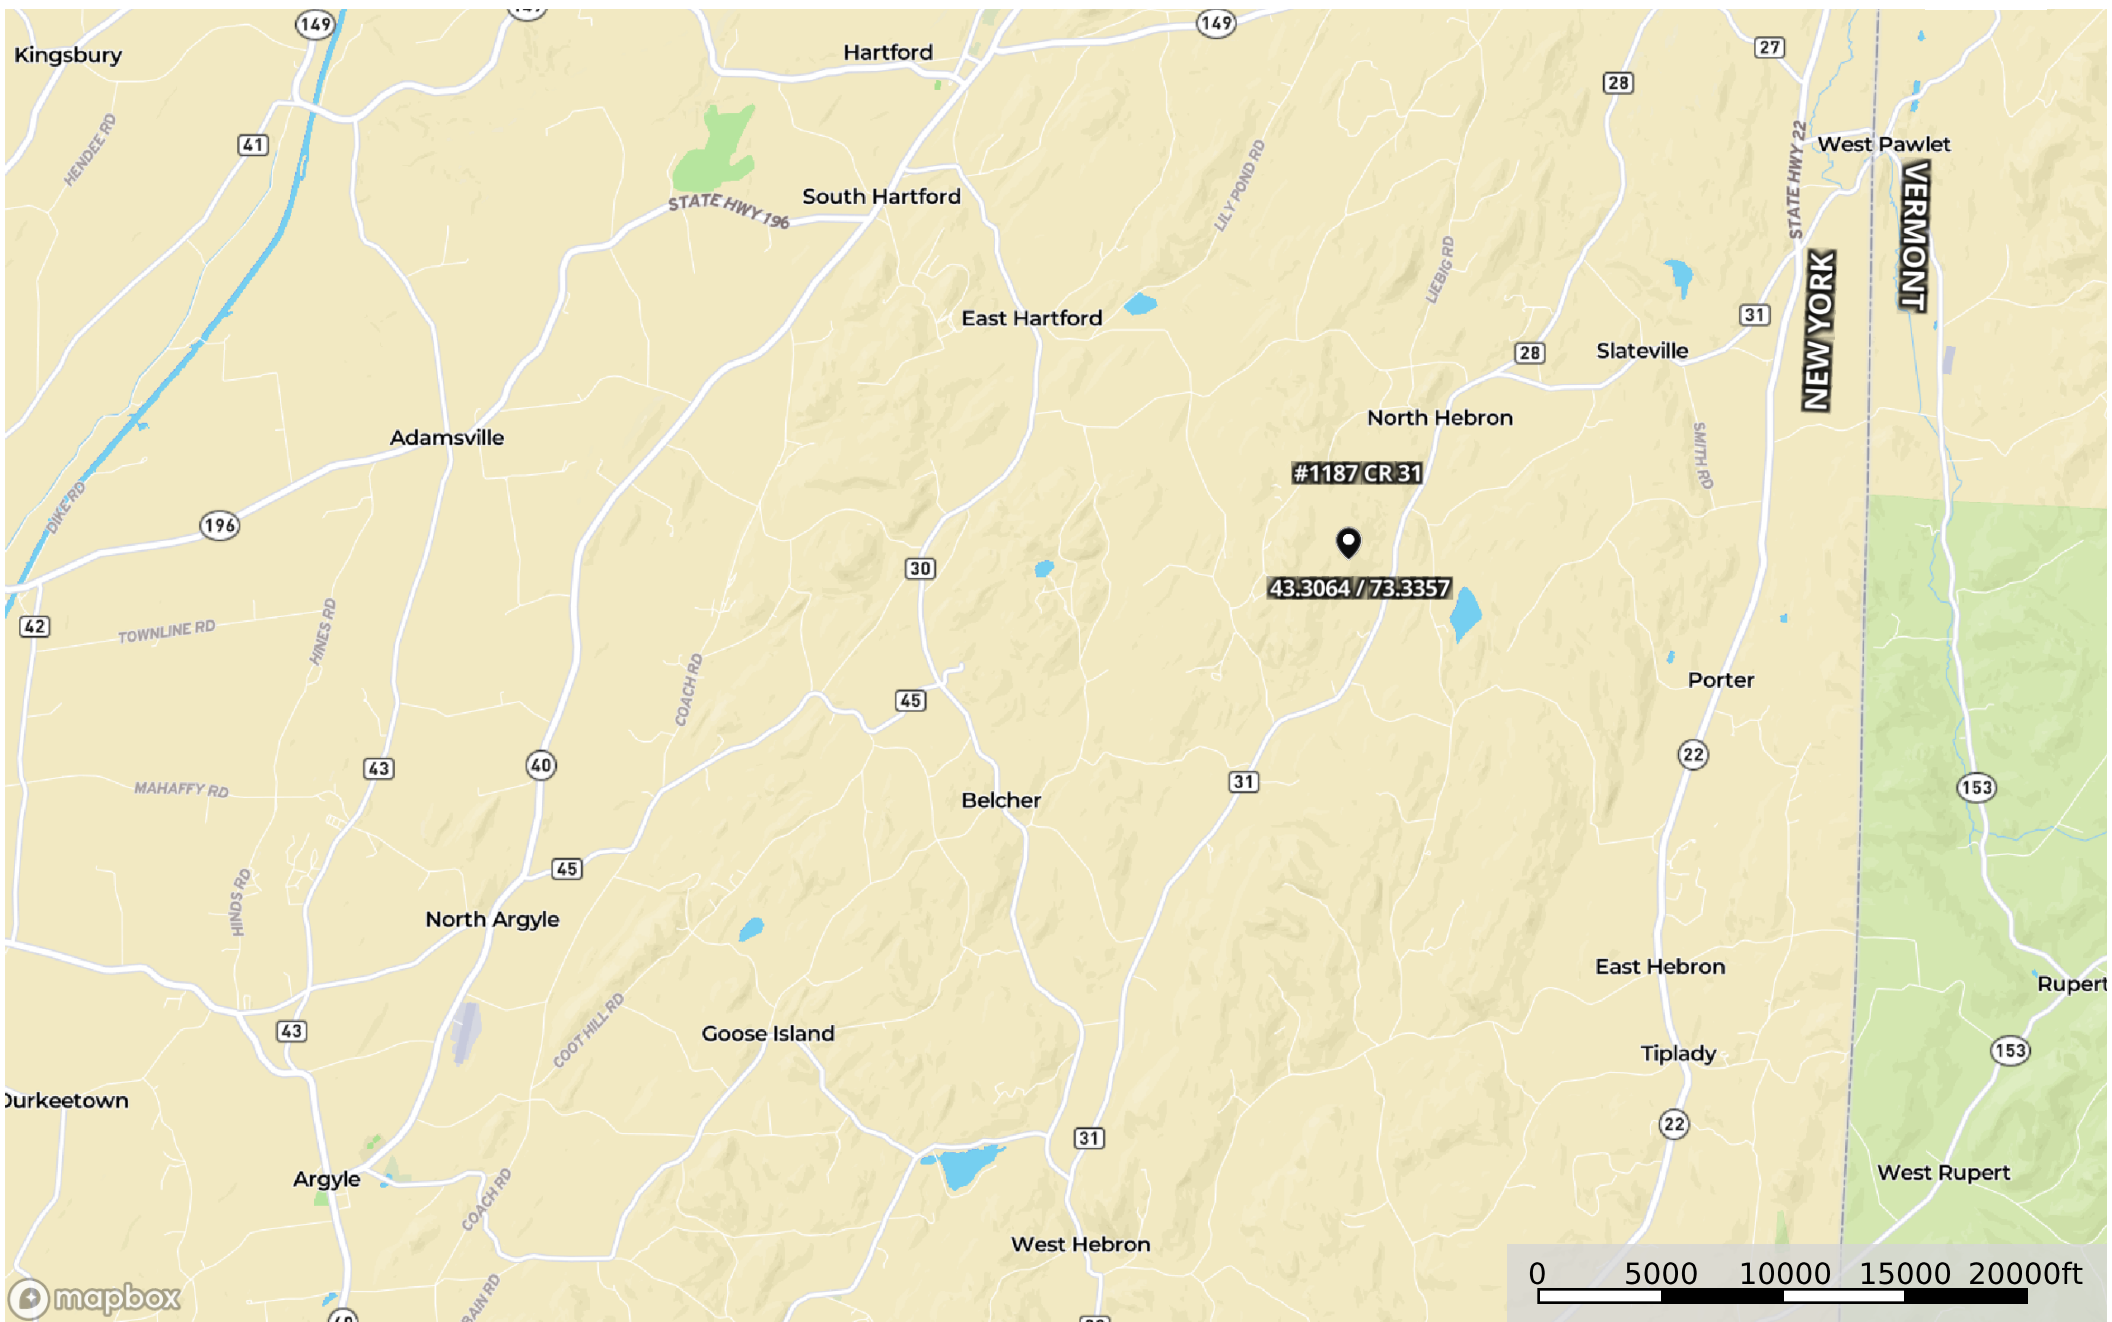 149
149
149
27
Kingsbury
Hartford
28
41
HENDEE RD
STATE HWY 22
West Pawlet
VERMONT
LILY POND RD
South Hartford
STATE HWY 196
LIEBIG RD
NEW YORK
East Hartford
31
28
Slateville
North Hebron
Adamsville
SMITH RD
#1187 CR 31
DIKE RD
196
30
43.3064 / 73.3357
42
TOWNLINE RD
HINES RD
COACH RD
Porter
45
22
43
40
31
153
MAHAFFY RD
Belcher
45
HINDS RD
North Argyle
East Hebron
Rupert
43
COOT HILL RD
Goose Island
Tiplady
153
Durkeetown
22
31
Argyle
COACH RD
West Rupert
West Hebron
BAIN RD
mapbox
0 5000 10000 15000 20000ft